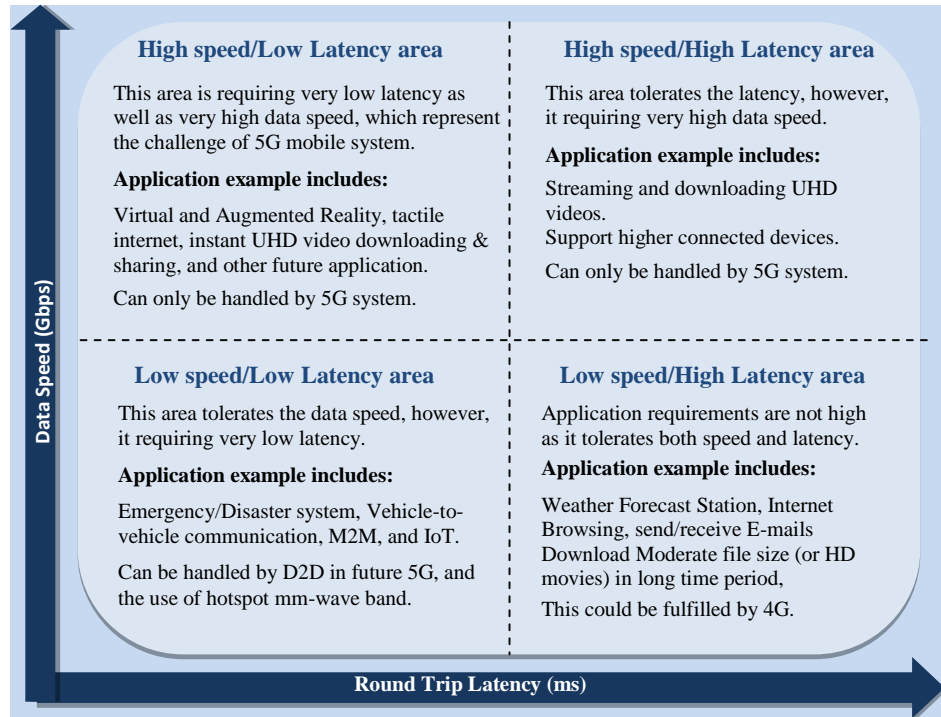 High speed/Low Latency area
This area is requiring very low latency as
well as very high data speed, which represent
the challenge of 5G mobile system.
Application example includes:
Virtual and Augmented Reality, tactile
internet, instant UHD video downloading &
sharing, and other future application.
Can only be handled by 5G system.
High speed/High Latency area
This area tolerates the latency, however,
it requiring very high data speed.
Application example includes:
Streaming and downloading UHD
videos.
Support higher connected devices.
Can only be handled by 5G system.
Low speed/Low Latency area
This area tolerates the data speed, however,
it requiring very low latency.
Application example includes:
Emergency/Disaster system, Vehicle-to-
vehicle communication, M2M, and IoT.
Can be handled by D2D in future 5G, and
the use of hotspot mm-wave band.
Low speed/High Latency area
Application requirements are not high
as it tolerates both speed and latency.
Application example includes:
Weather Forecast Station, Internet
Browsing, send/receive E-mails
Download Moderate file size (or HD
movies) in long time period,
This could be fulfilled by 4G.
Data Speed (Gbps)
Round Trip Latency (ms)